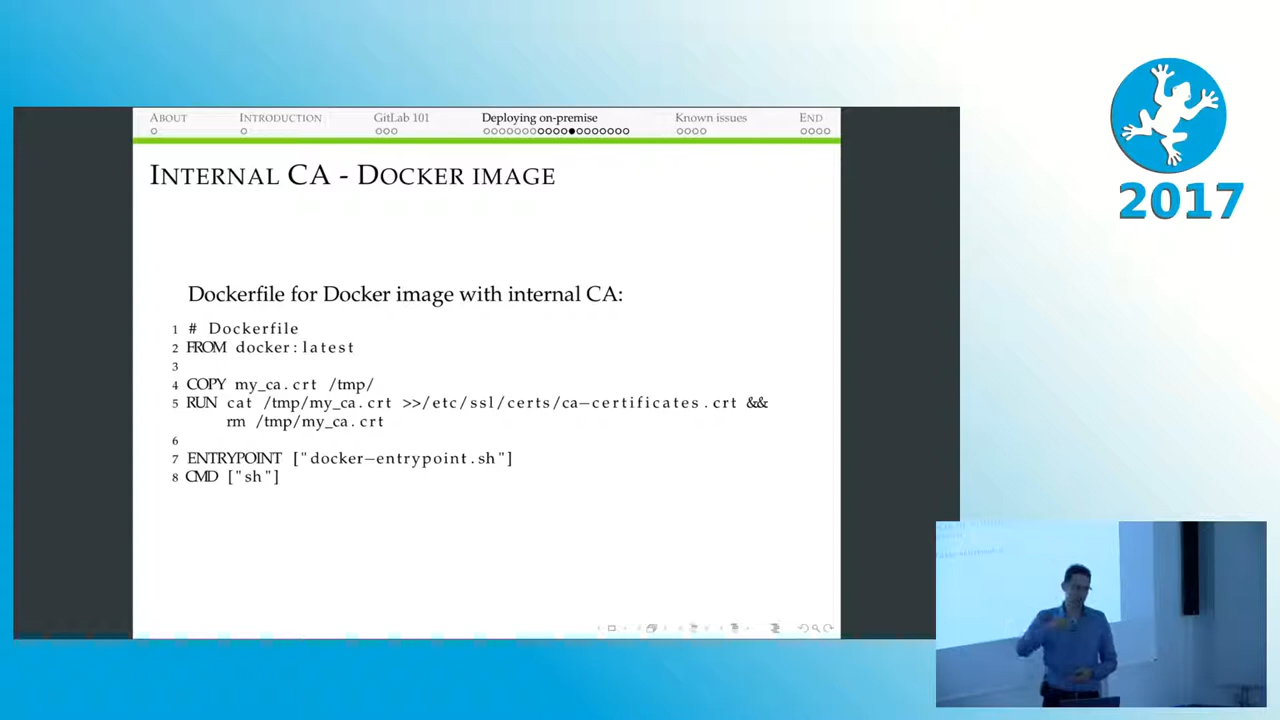 ABOUT INTRODUCTION GitLab 101 Deploying on-premise Known issues END
INTERNAL CA - DOCKER IMAGE
Dockerfile for Docker image with internal CA:
1 # Dockerfile
2 FROM docker:latest
3
4 COPY my_ca.crt /tmp/
5 RUN cat /tmp/my_ca.crt >>/etc/ssl/certs/ca-certificates.crt &&
rm /tmp/my_ca.crt
6
7 ENTRYPOINT ["docker-entrypoint.sh"]
8 CMD ["sh"]
2017